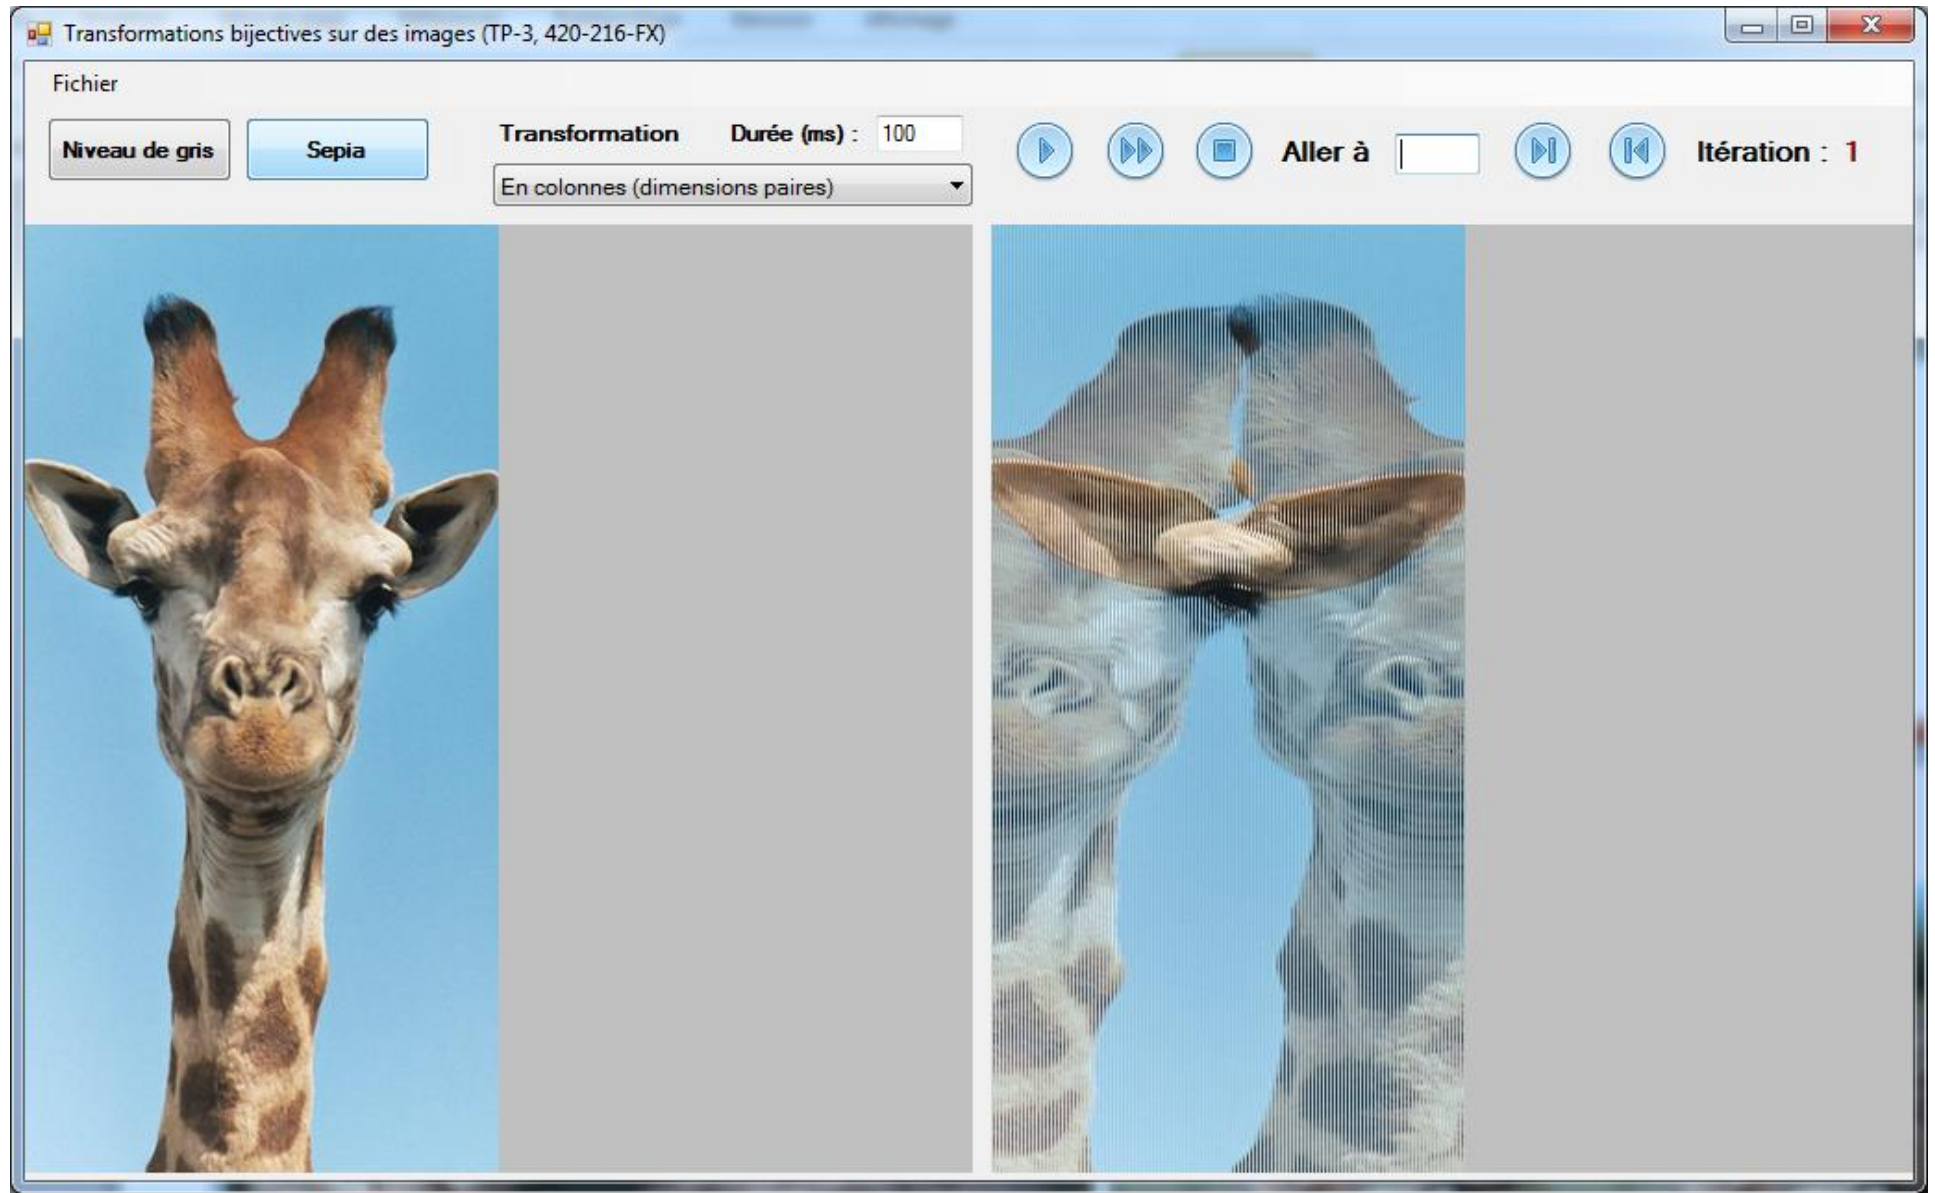 Transformations bijectives sur des images (TP-3, 420-216-FX)
Fichier
Niveau de gris
Sepia
Transformation
Durée (ms) :
100
En colonnes (dimensions paires)
Aller à
Itération : 1